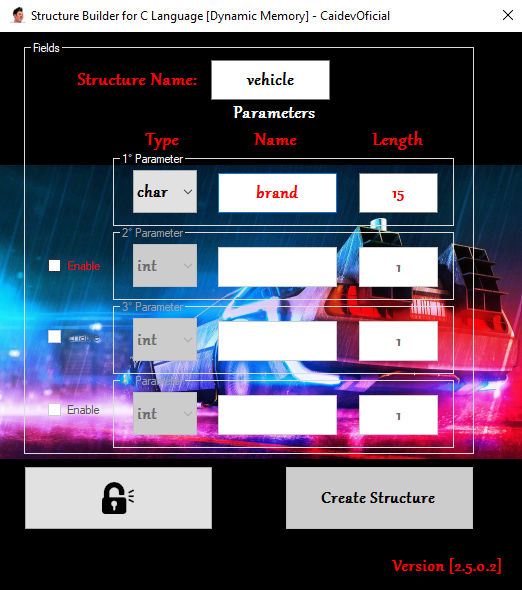 Structure Builder for C Language [Dynamic Memory] - CaidevOficial
Fields
Structure Name: vehicle
Parameters
Type Name Length
1° Parameter
char brand 15
2° Parameter
Enable int 1
3° Parameter
Enable int 1
Parameter
Enable int 1
Create Structure
Version [2.5.0.2]